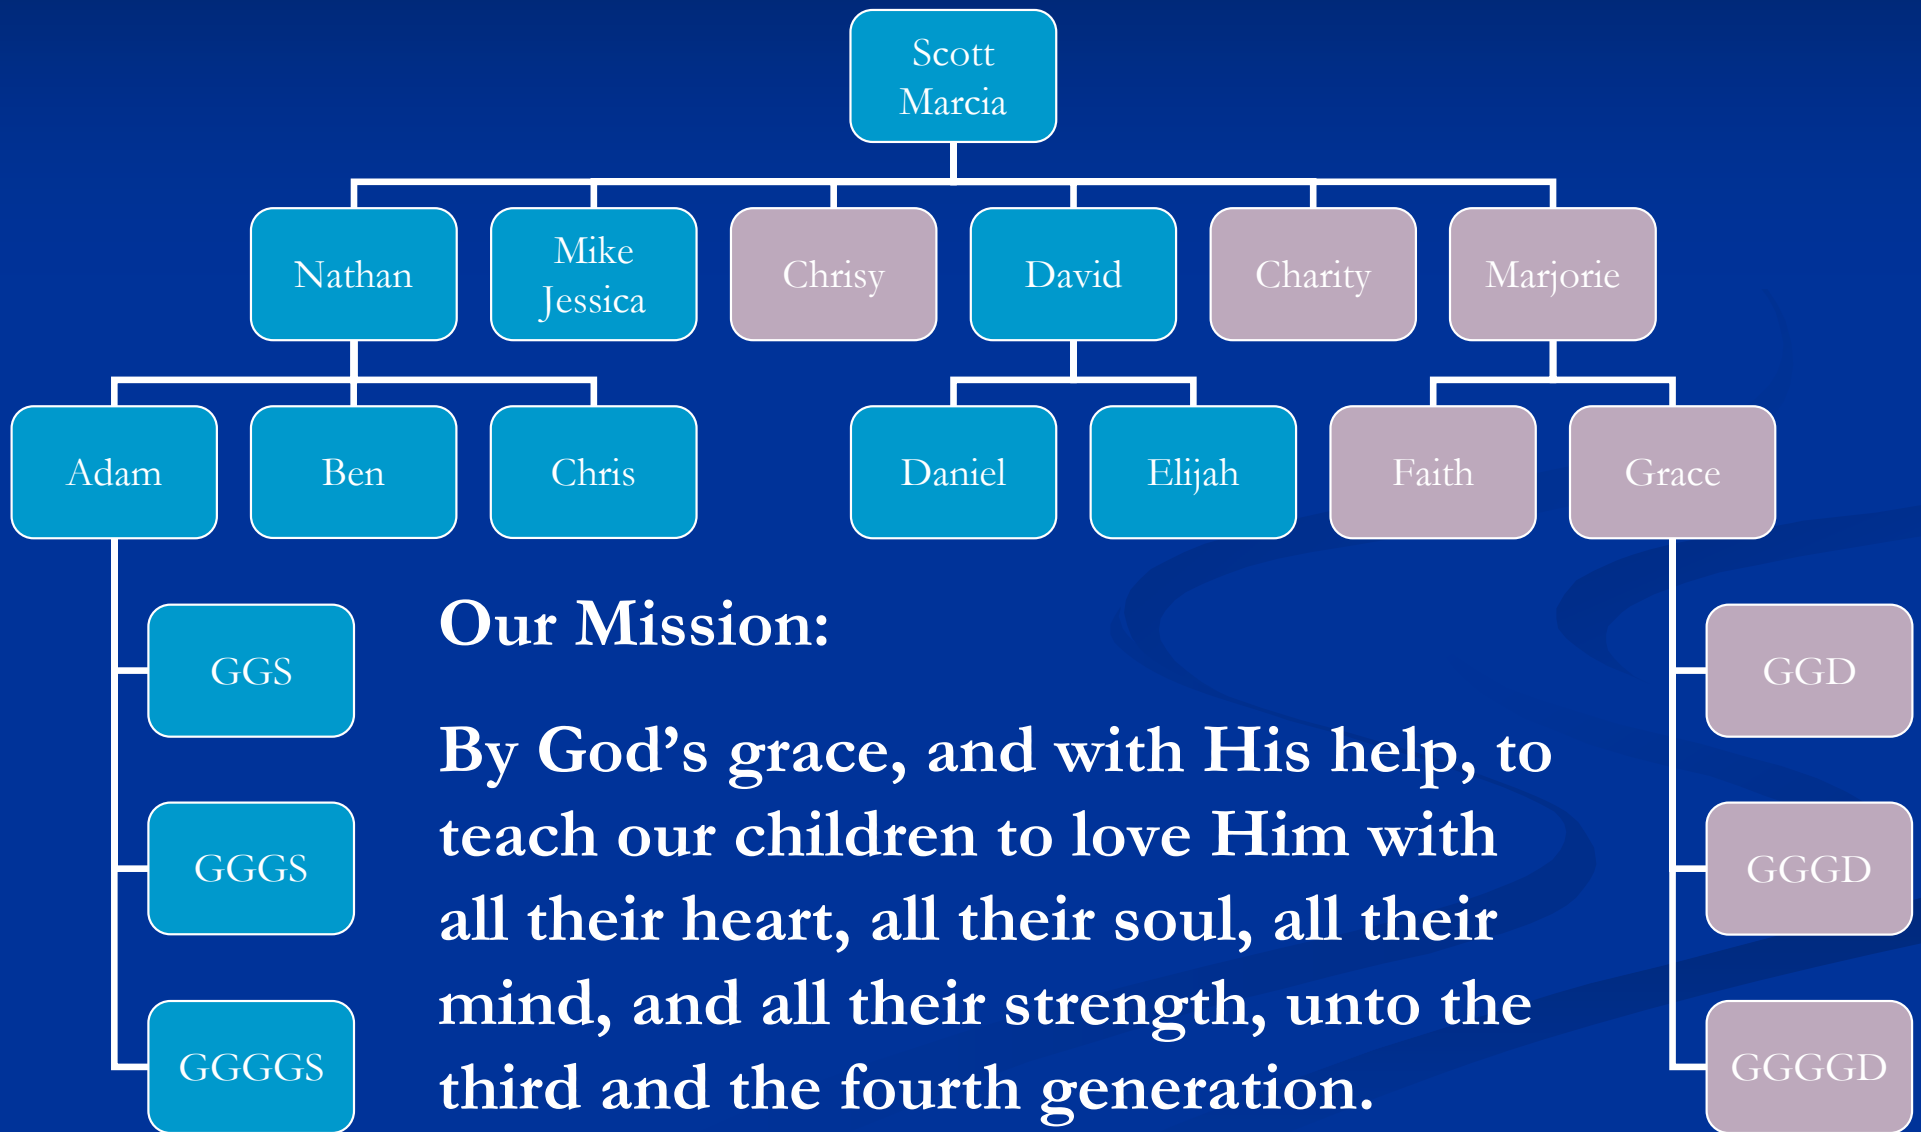 Scott
Marcia
Nathan
Mike
Jessica
Chrisy
David
Charity
Marjorie
Adam
Ben
Chris
Daniel
Elijah
Faith
Grace
GGS
GGGS
GGGGS
Our Mission:
By God’s grace, and with His help, to
teach our children to love Him with
all their heart, all their soul, all their
mind, and all their strength, unto the
third and the fourth generation.
GGD
GGGD
GGGGD